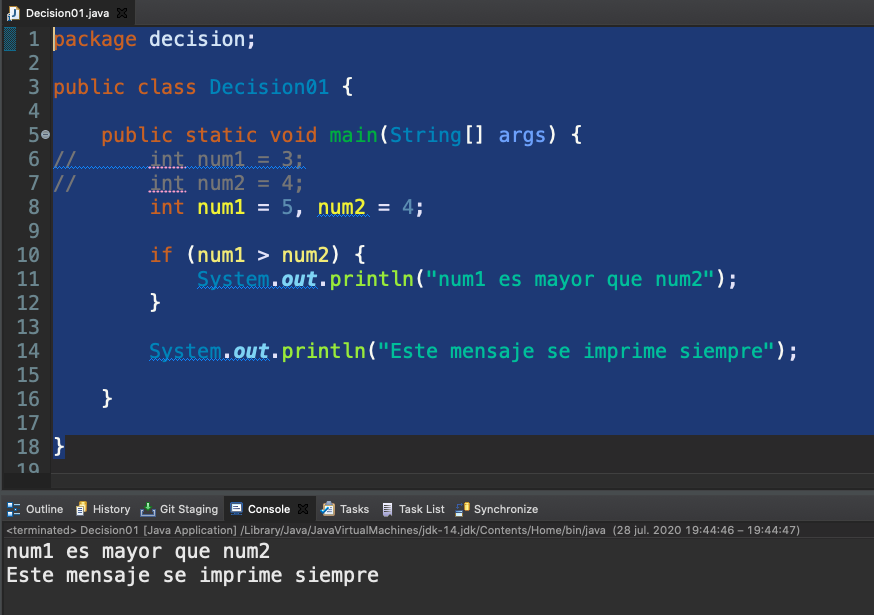 Decision01.java
1 package decision;
2
3 public class Decision01 {
4
5 public static void main(String[] args) {
6 // int num1 = 3;
7 // int num2 = 4;
8 int num1 = 5, num2 = 4;
9
10 if (num1 > num2) {
11 System.out.println("num1 es mayor que num2");
12 }
13
14 System.out.println("Este mensaje se imprime siempre");
15
16 }
17
18 }
19
Outline History Git Staging Console Tasks Task List Synchronize
<terminated> Decision01 [Java Application] /Library/Java/JavaVirtualMachines/jdk-14.jdk/Contents/Home/bin/java (28 jul. 2020 19:44:46 – 19:44:47)
num1 es mayor que num2
Este mensaje se imprime siempre